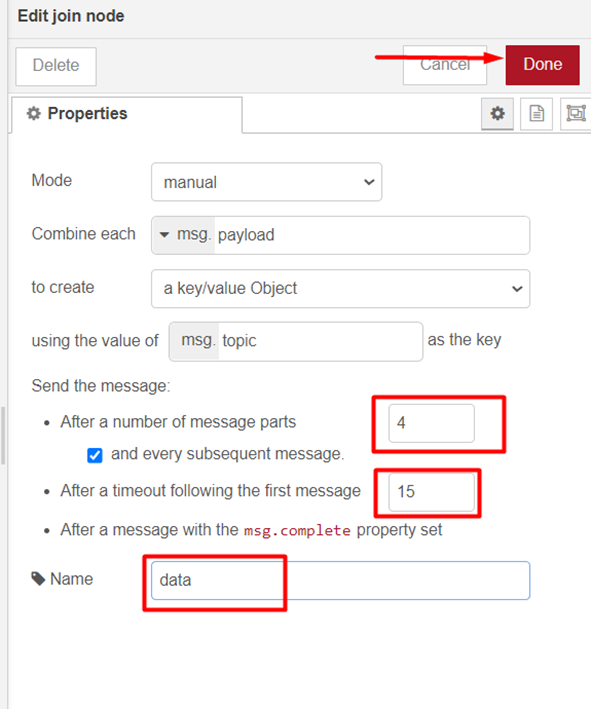 Edit join node
Delete Cancel Done
Properties
Mode manual
Combine each msg. payload
to create a key/value Object
using the value of msg. topic as the key
Send the message:
• After a number of message parts 4
and every subsequent message.
• After a timeout following the first message 15
• After a message with the msg.complete property set
Name data